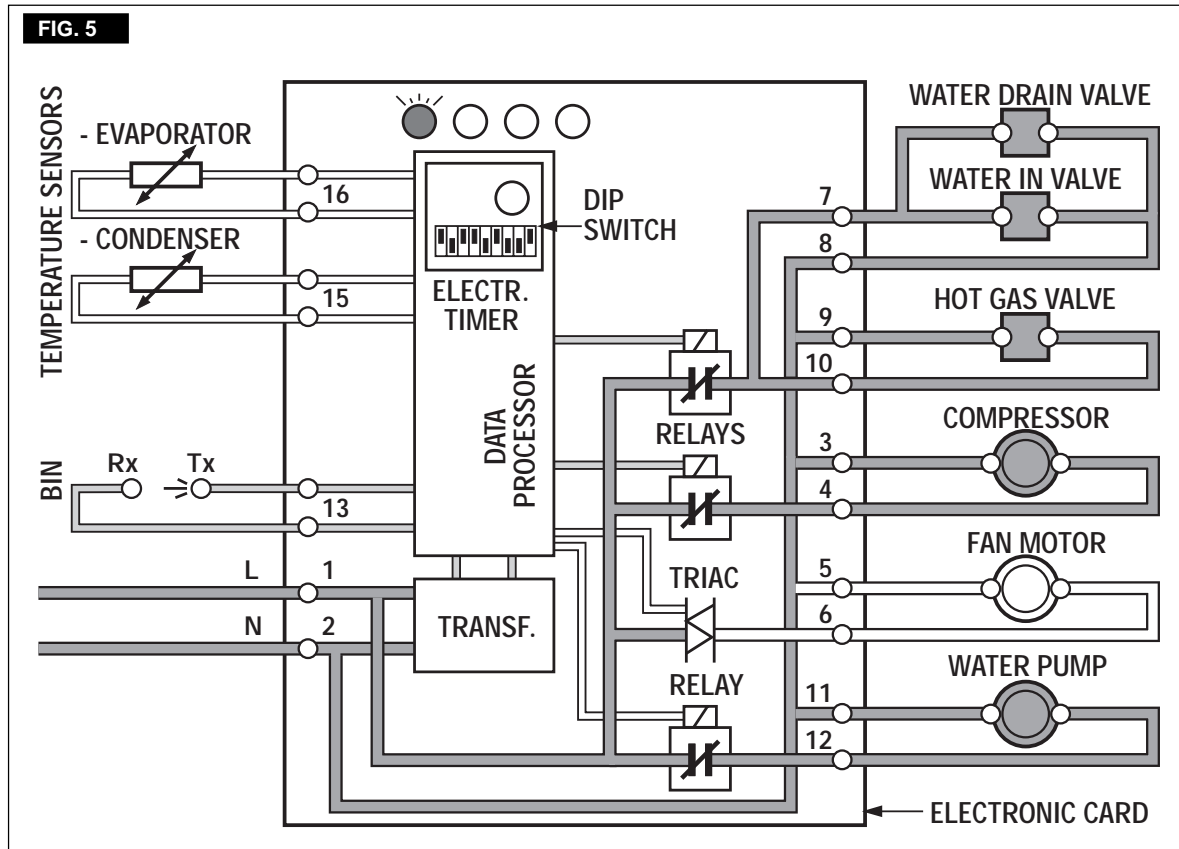 FIG. 5
TEMPERATURE SENSORS
- EVAPORATOR
16
- CONDENSER
15
BIN
Rx
Tx
13
L
1
N
2
DIP
SWITCH
ELECTR.
TIMER
DATA
PROCESSOR
TRANSF.
RELAYS
TRIAC
RELAY
WATER DRAIN VALVE
WATER IN VALVE
7
8
HOT GAS VALVE
9
10
COMPRESSOR
3
4
FAN MOTOR
5
6
WATER PUMP
11
12
ELECTRONIC CARD